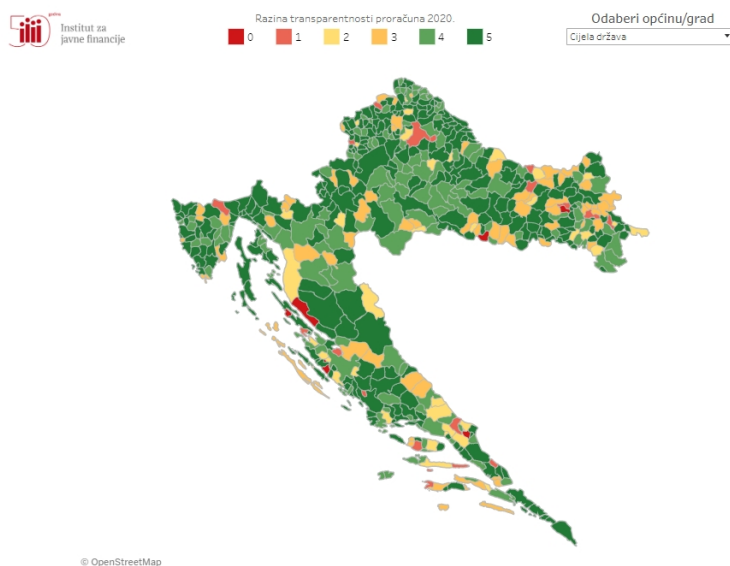 50 godina
Institut za
javne financije
Razina transparentnosti proračuna 2020.
0 1 2 3 4 5
Odaberi općinu/grad
Cijela država
© OpenStreetMap